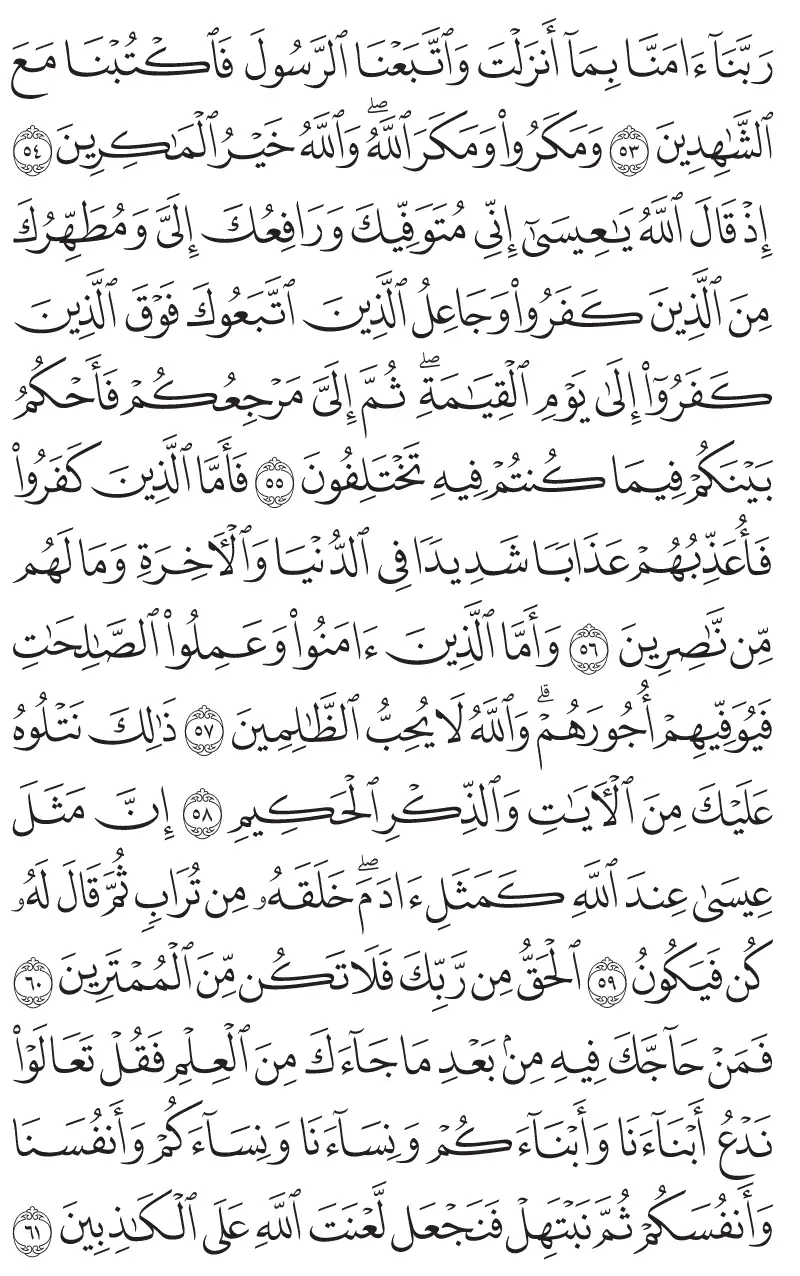 رَبَّنَآ ءَامَنَّا بِمَآ أَنزَلْتَ وَٱتَّبَعْنَا ٱلرَّسُولَ فَٱكْتُبْنَا مَعَ
ٱلشَّٰهِدِينَ ٥٣ وَمَكَرُوا۟ وَمَكَرَ ٱللَّهُ ۖ وَٱللَّهُ خَيْرُ ٱلْمَٰكِرِينَ ٥٤
إِذْ قَالَ ٱللَّهُ يَٰعِيسَىٰٓ إِنِّى مُتَوَفِّيكَ وَرَافِعُكَ إِلَىَّ وَمُطَهِّرُكَ
مِنَ ٱلَّذِينَ كَفَرُوا۟ وَجَاعِلُ ٱلَّذِينَ ٱتَّبَعُوكَ فَوْقَ ٱلَّذِينَ
كَفَرُوٓا۟ إِلَىٰ يَوْمِ ٱلْقِيَٰمَةِ ۖ ثُمَّ إِلَىَّ مَرْجِعُكُمْ فَأَحْكُمُ
بَيْنَكُمْ فِيمَا كُنتُمْ فِيهِ تَخْتَلِفُونَ ٥٥ فَأَمَّا ٱلَّذِينَ كَفَرُوا۟
فَأُعَذِّبُهُمْ عَذَابًا شَدِيدًا فِى ٱلدُّنْيَا وَٱلْءَاخِرَةِ وَمَا لَهُم
مِّن نَّٰصِرِينَ ٥٦ وَأَمَّا ٱلَّذِينَ ءَامَنُوا۟ وَعَمِلُوا۟ ٱلصَّٰلِحَٰتِ
فَيُوَفِّيهِمْ أُجُورَهُمْ ۗ وَٱللَّهُ لَا يُحِبُّ ٱلظَّٰلِمِينَ ٥٧ ذَٰلِكَ نَتْلُوهُ
عَلَيْكَ مِنَ ٱلْءَايَٰتِ وَٱلذِّكْرِ ٱلْحَكِيمِ ٥٨ إِنَّ مَثَلَ
عِيسَىٰ عِندَ ٱللَّهِ كَمَثَلِ ءَادَمَ ۖ خَلَقَهُۥ مِن تُرَابٍ ثُمَّ قَالَ لَهُۥ
كُن فَيَكُونُ ٥٩ ٱلْحَقُّ مِن رَّبِّكَ فَلَا تَكُن مِّنَ ٱلْمُمْتَرِينَ ٦٠
فَمَنْ حَآجَّكَ فِيهِ مِنۢ بَعْدِ مَا جَآءَكَ مِنَ ٱلْعِلْمِ فَقُلْ تَعَالَوْا۟
نَدْعُ أَبْنَآءَنَا وَأَبْنَآءَكُمْ وَنِسَآءَنَا وَنِسَآءَكُمْ وَأَنفُسَنَا
وَأَنفُسَكُمْ ثُمَّ نَبْتَهِلْ فَنَجْعَل لَّعْنَتَ ٱللَّهِ عَلَى ٱلْكَٰذِبِينَ ٦١